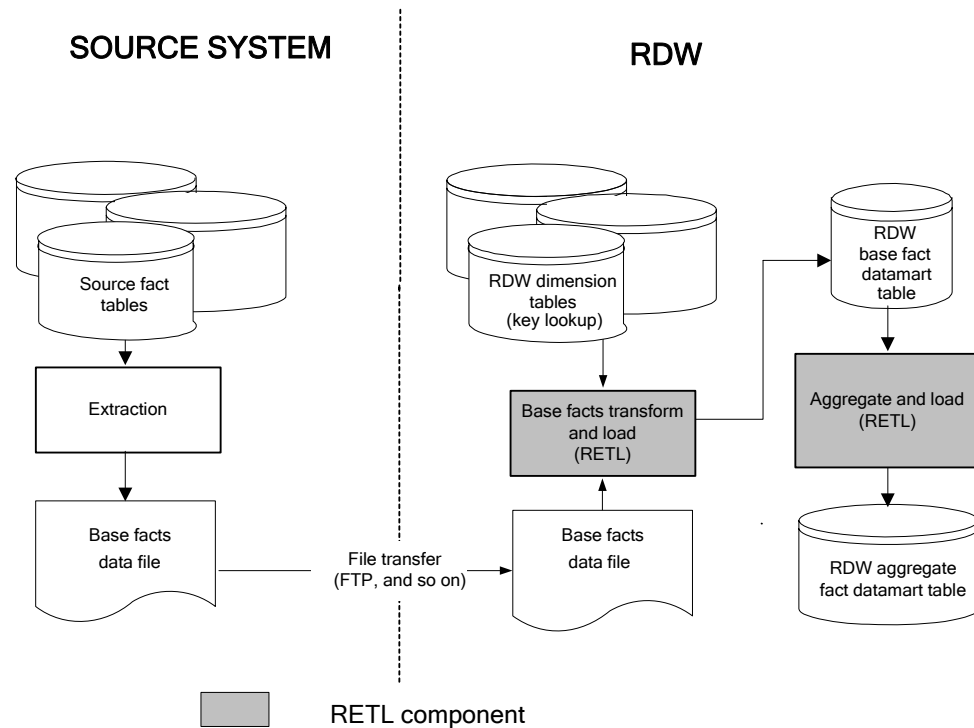 SOURCE SYSTEM
RDW
Source fact
tables
Extraction
Base facts
data file
File transfer
(FTP, and so on)
RDW dimension
tables
(key lookup)
Base facts transform
and load
(RETL)
Base facts
data file
RDW
base fact
datamart
table
Aggregate and load
(RETL)
RDW aggregate
fact datamart table
RETL component